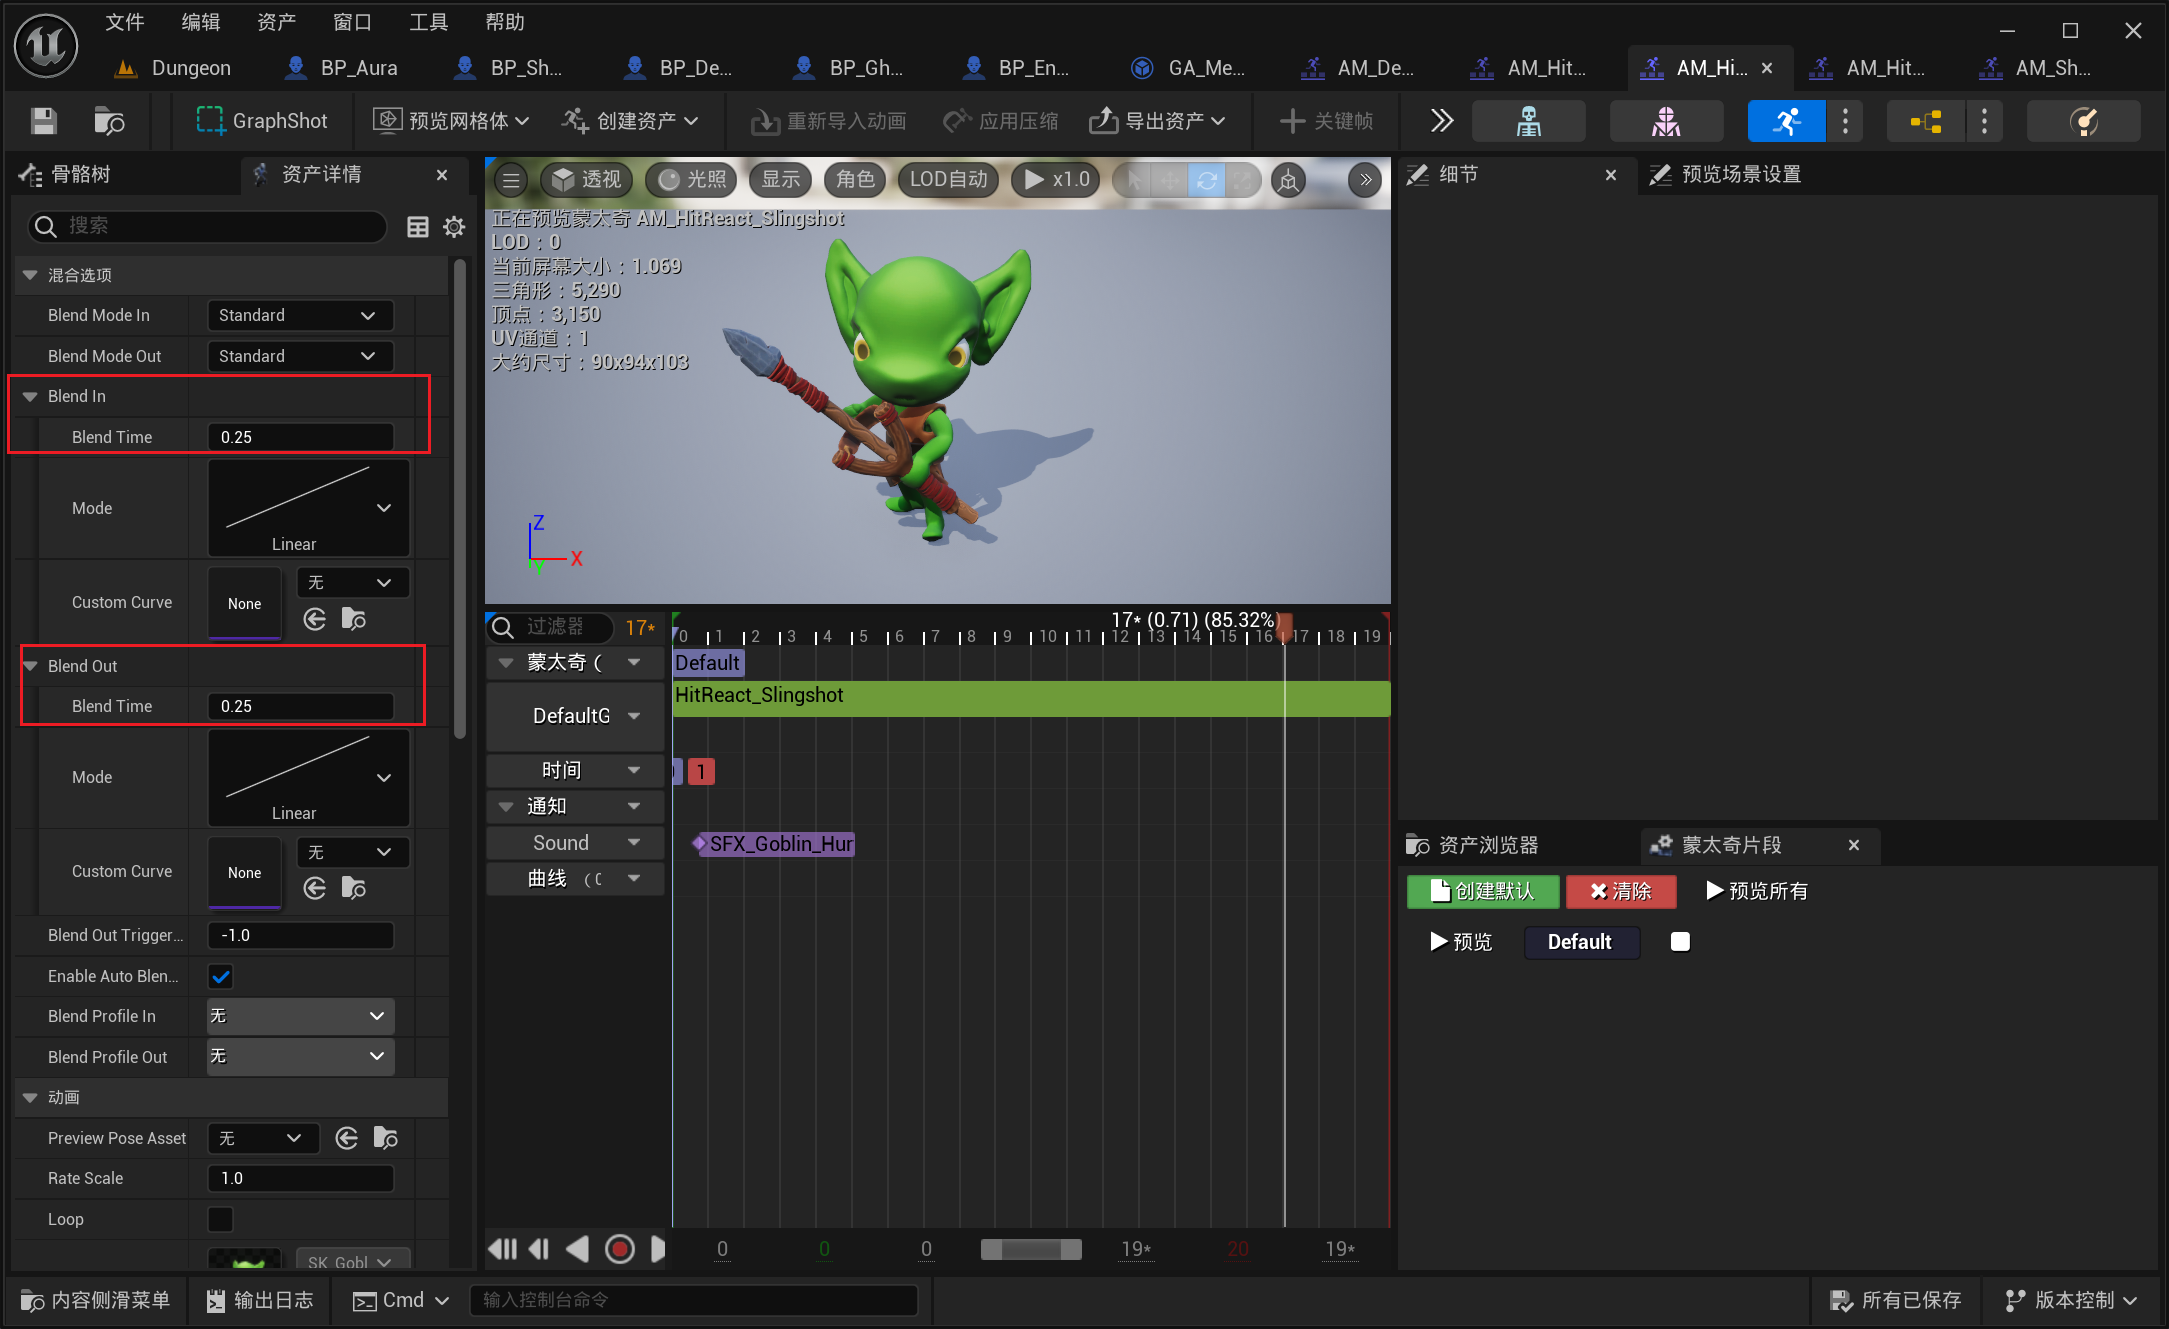 文件 编辑 资产 窗口 工具 帮助
Dungeon BP_Aura BP_Sh... BP_De... BP_Gh... BP_En... GA_Me... AM_De... AM_Hit... AM_Hi... AM_Hit... AM_Sh...
GraphShot 预览网格体 创建资产 重新导入动画 应用压缩 导出资产 关键帧
骨骼树 资产详情
搜索
混合选项
Blend Mode In Standard
Blend Mode Out Standard
Blend In
Blend Time 0.25
Mode
Linear
Custom Curve None 无
Blend Out
Blend Time 0.25
Mode
Linear
Custom Curve None 无
Blend Out Trigger... -1.0
Enable Auto Blen...
Blend Profile In 无
Blend Profile Out 无
动画
Preview Pose Asset 无
Rate Scale 1.0
Loop
SK_Gobl
透视 光照 显示 角色 LOD自动 x1.0
正在预览蒙太奇 AM_HitReact_Slingshot
LOD：0
当前屏幕大小：1.069
三角形：5,290
顶点：3,150
UV通道：1
大约尺寸：90x94x103
Z
X
Y
过滤器 17*
17* (0.71) (85.32%)
0 1 2 3 4 5 6 7 8 9 10 11 12 13 14 15 16 17 18 19
蒙太奇 ( Default
HitReact_Slingshot
DefaultG
时间 1
通知
Sound SFX_Goblin_Hur
曲线 (0
0 0 0 19* 20 19*
细节 预览场景设置
资产浏览器 蒙太奇片段
创建默认 清除 预览所有
预览 Default
内容侧滑菜单 输出日志 Cmd 输入控制台命令 所有已保存 版本控制